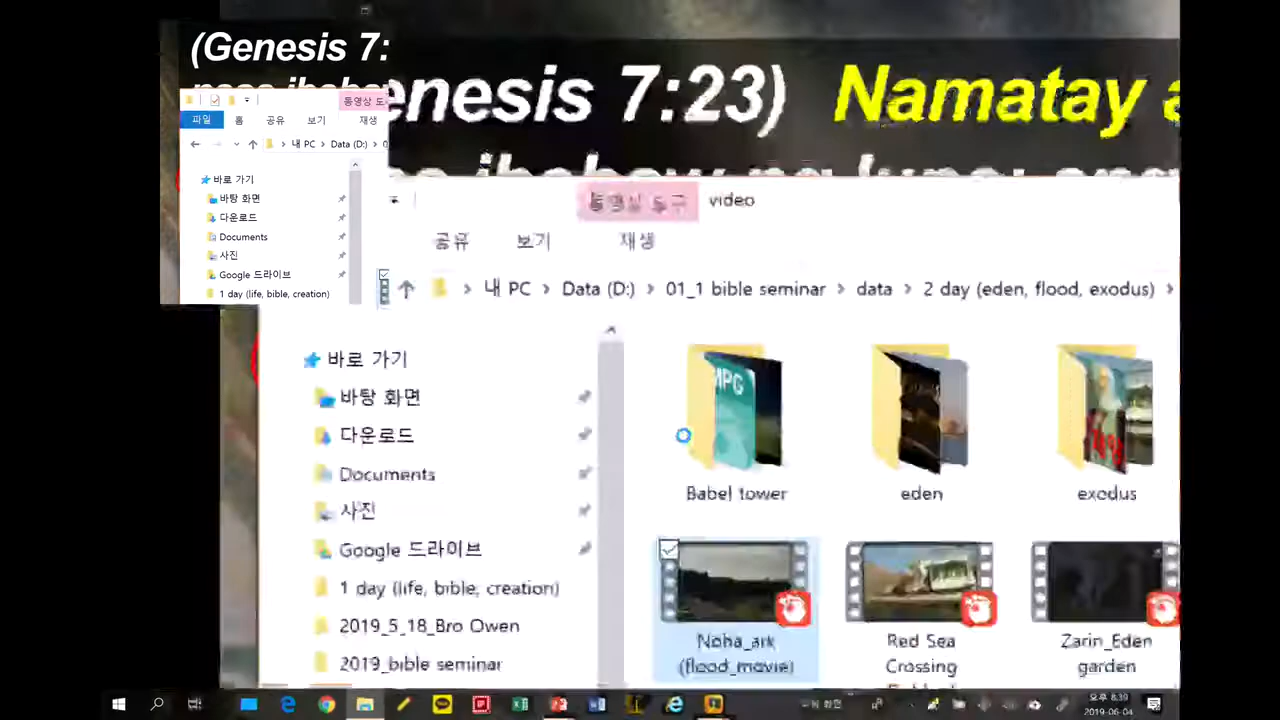 (Genesis 7:
enesis 7:23) Namatay a
동영상 도
파일 홈 공유 보기 재생
내 PC > Data (D:) >
바로 가기
바탕 화면
다운로드
Documents
사진
Google 드라이브
1 day (life, bible, creation)
동영상 도구 video
공유 보기 재생
내 PC > Data (D:) > 01_1 bible seminar > data > 2 day (eden, flood, exodus) >
바로 가기
바탕 화면
다운로드
Documents
사진
Google 드라이브
1 day (life, bible, creation)
2019_5_18_Bro Owen
2019_bible seminar
MPG
Babel tower
eden
exodus
Noha_ark
(flood_movie)
Red Sea
Crossing
Zarin_Eden
garden
오후 8:39
2019-06-04